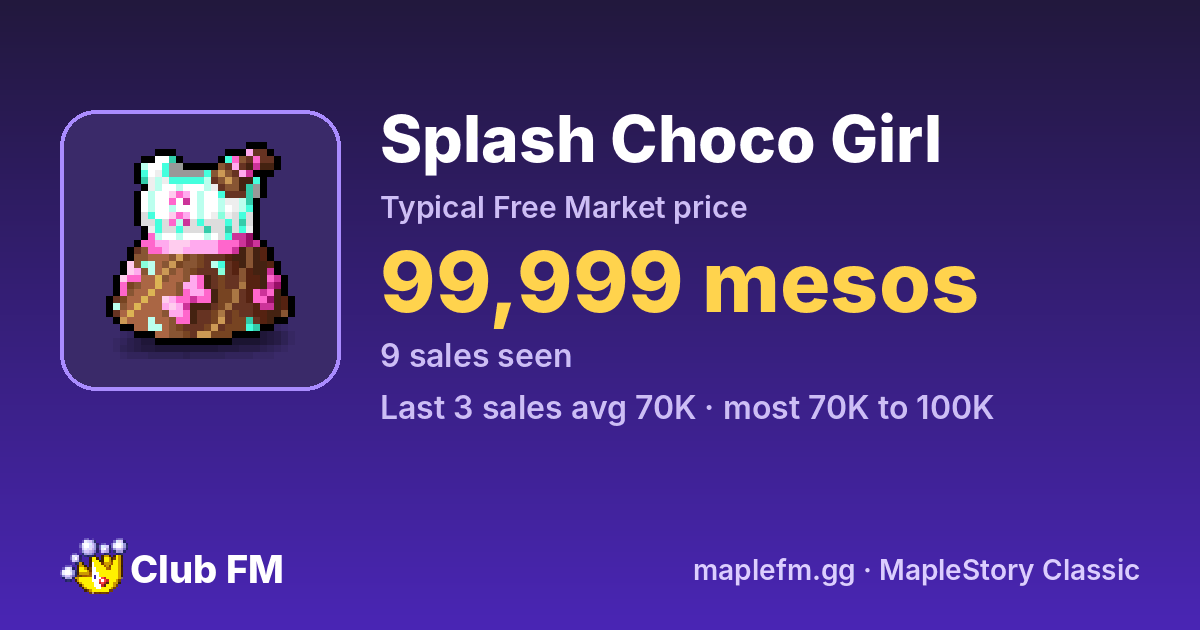 Splash Choco Girl
Typical Free Market price
99,999 mesos
9 sales seen
Last 3 sales avg 70K · most 70K to 100K
Club FM
maplefm.gg · MapleStory Classic